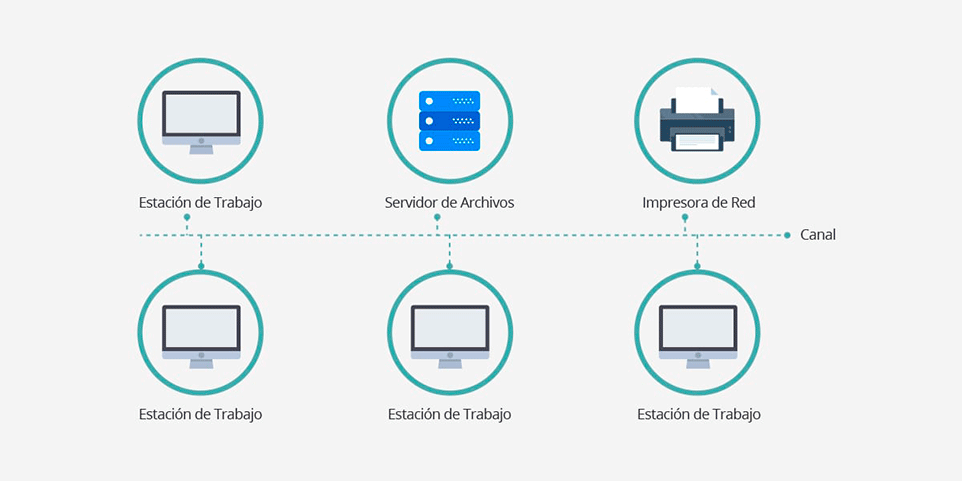 Estación de Trabajo
Servidor de Archivos
Impresora de Red
Canal
Estación de Trabajo
Estación de Trabajo
Estación de Trabajo